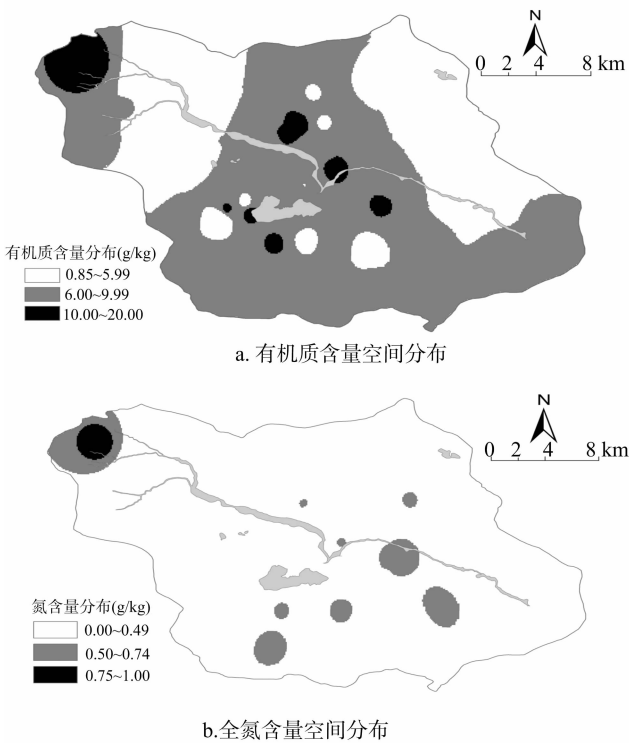 N
0 2 4 8 km
有机质含量分布(g/kg)
0.85~5.99
6.00~9.99
10.00~20.00
a. 有机质含量空间分布
N
0 2 4 8 km
氮含量分布(g/kg)
0.00~0.49
0.50~0.74
0.75~1.00
b.全氮含量空间分布